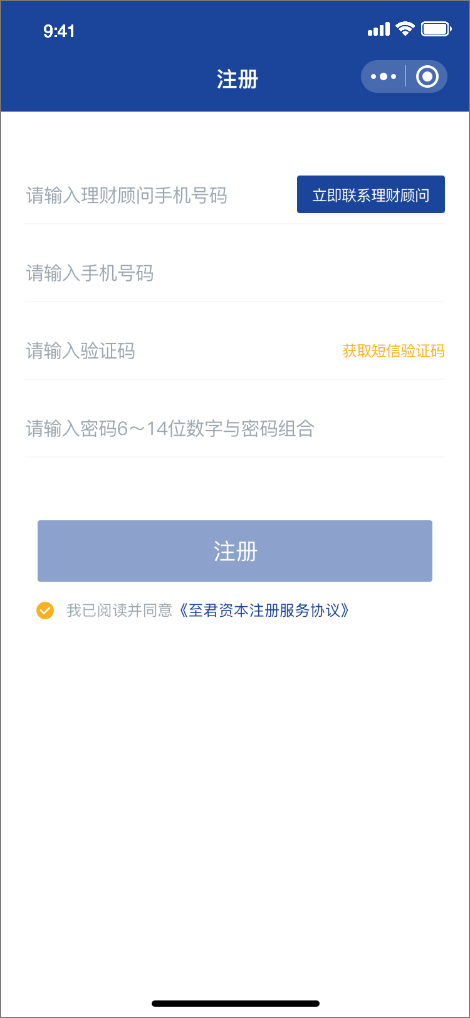 9:41
注册
请输入理财顾问手机号码 立即联系理财顾问
请输入手机号码
请输入验证码 获取短信验证码
请输入密码6～14位数字与密码组合
注册
我已阅读并同意《至君资本注册服务协议》